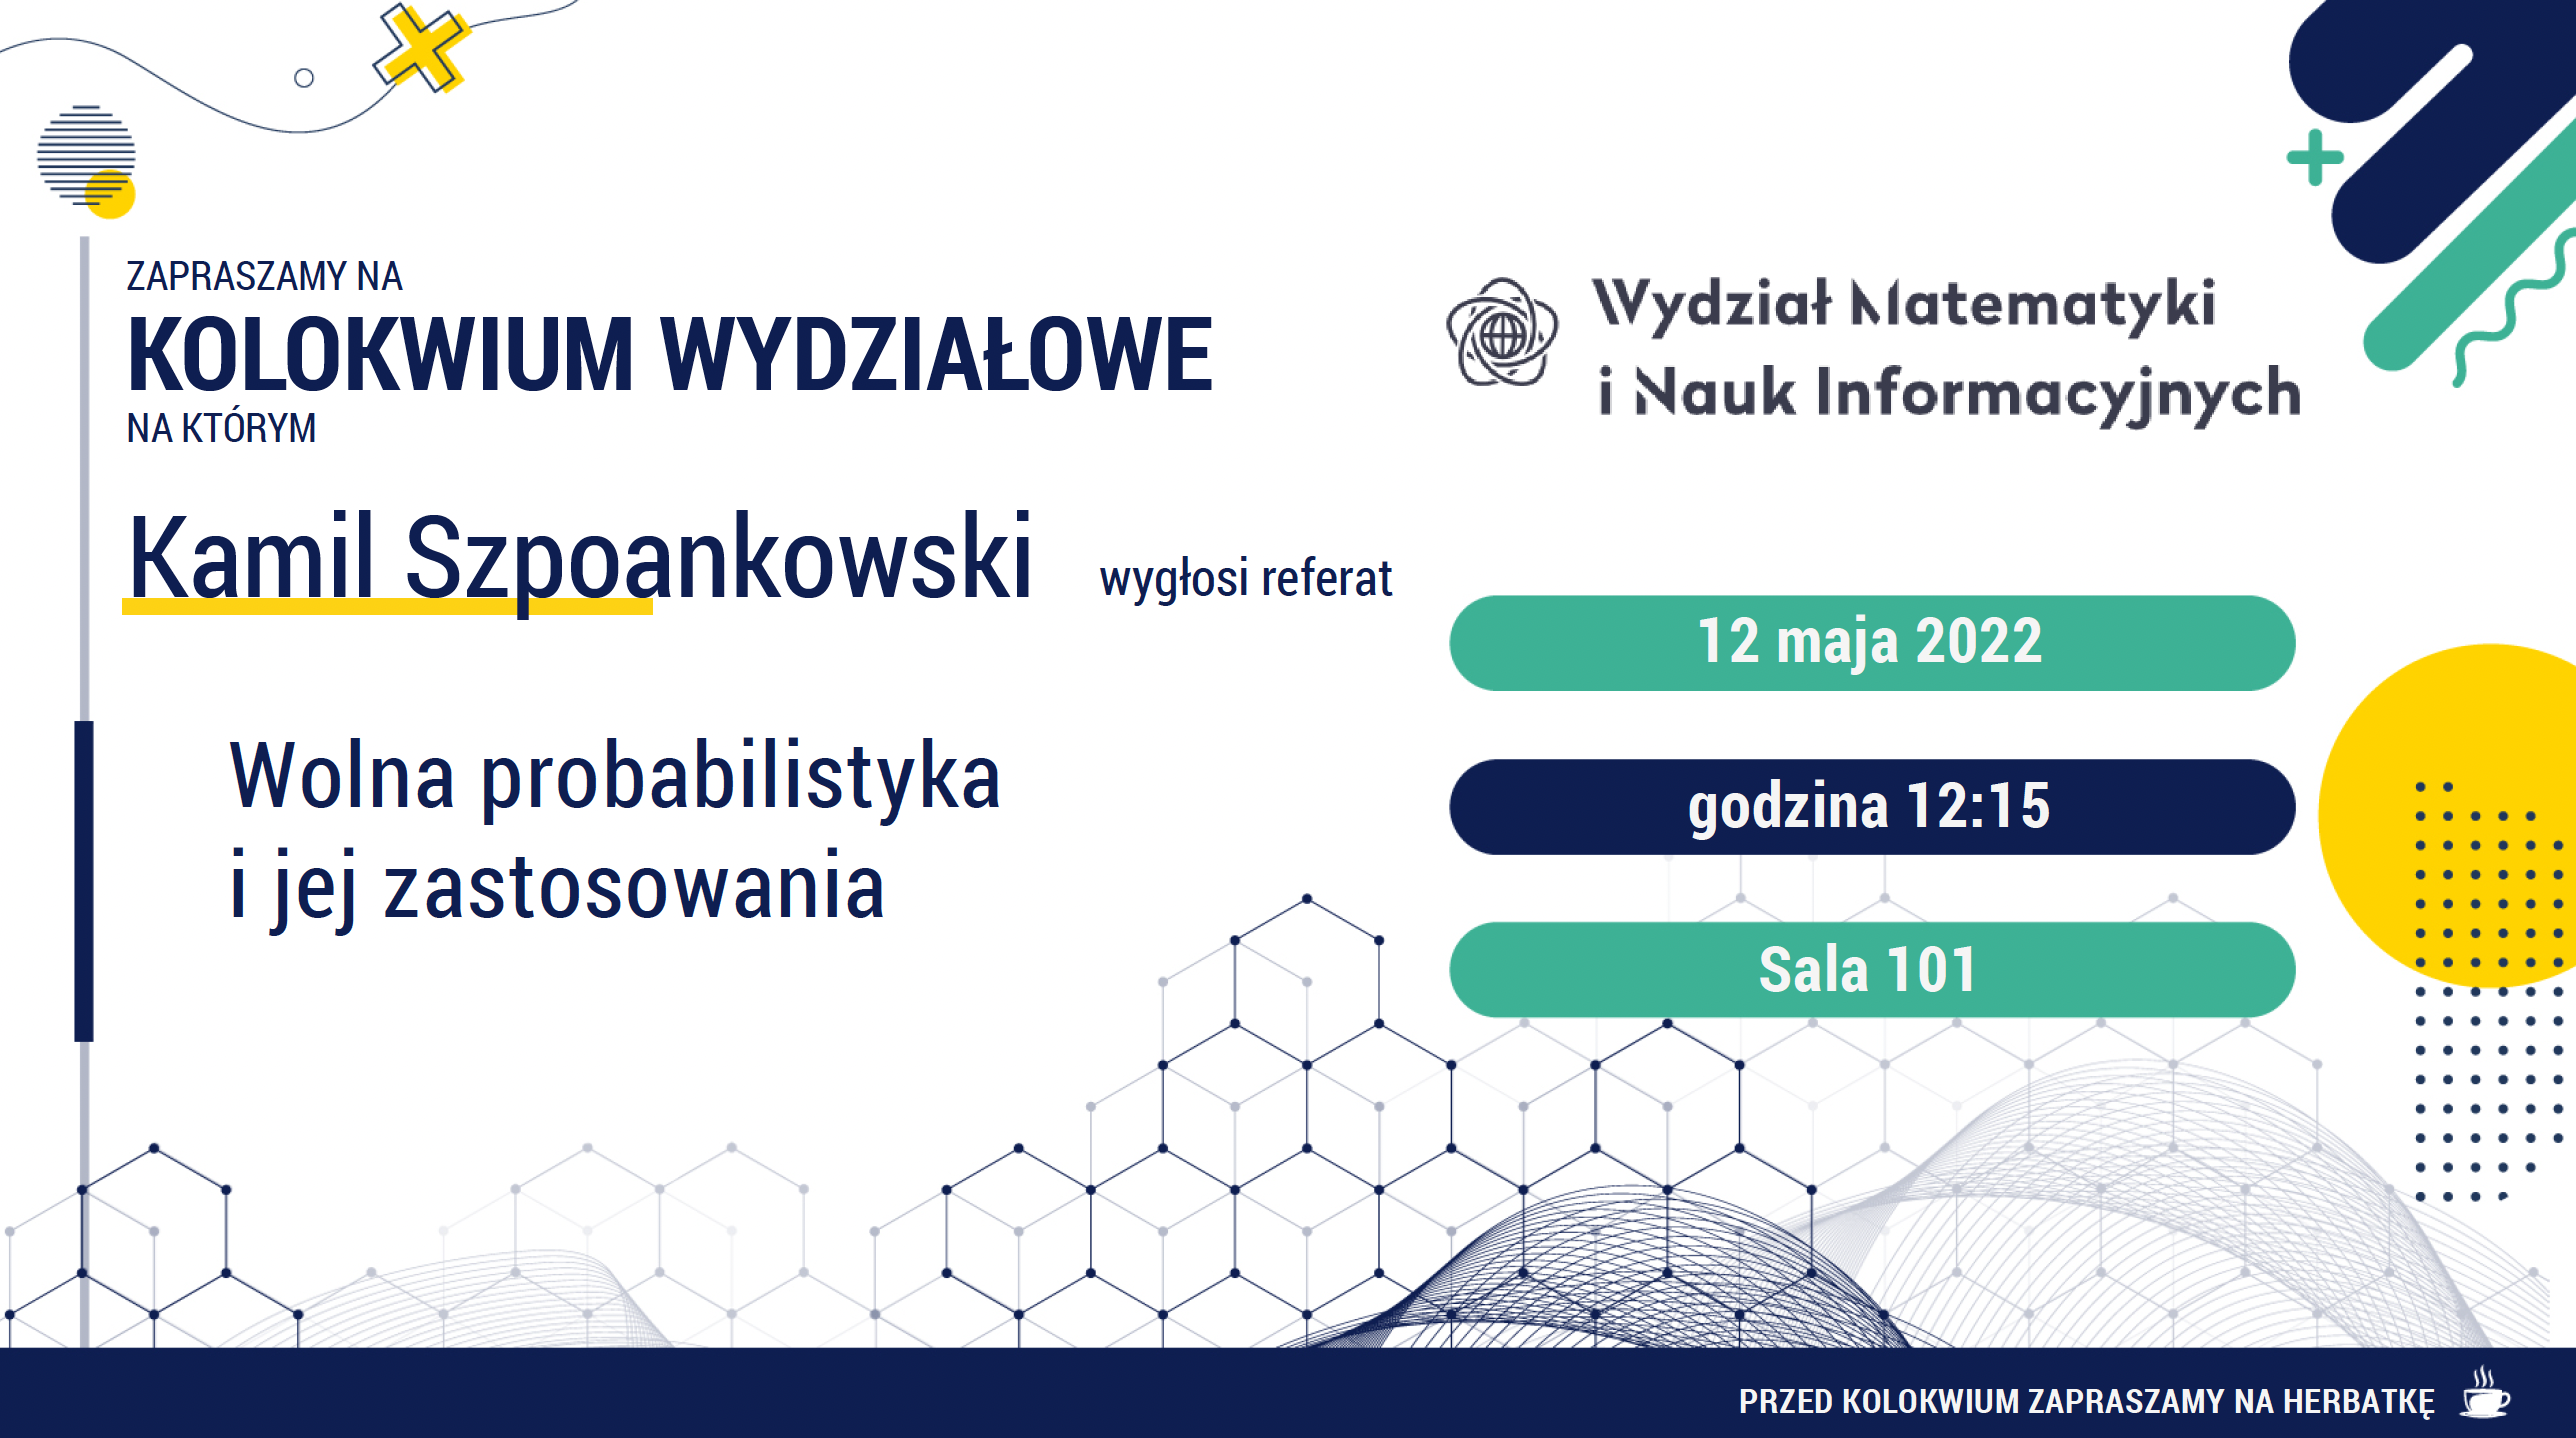 ZAPRASZAMY NA
KOLOKWIUM WYDZIAŁOWE
NA KTÓRYM
Kamil Szpoankowski wygłosi referat
Wolna probabilistyka
i jej zastosowania
Wydział Matematyki
i Nauk Informacyjnych
12 maja 2022
godzina 12:15
Sala 101
PRZED KOLOKWIUM ZAPRASZAMY NA HERBATKĘ